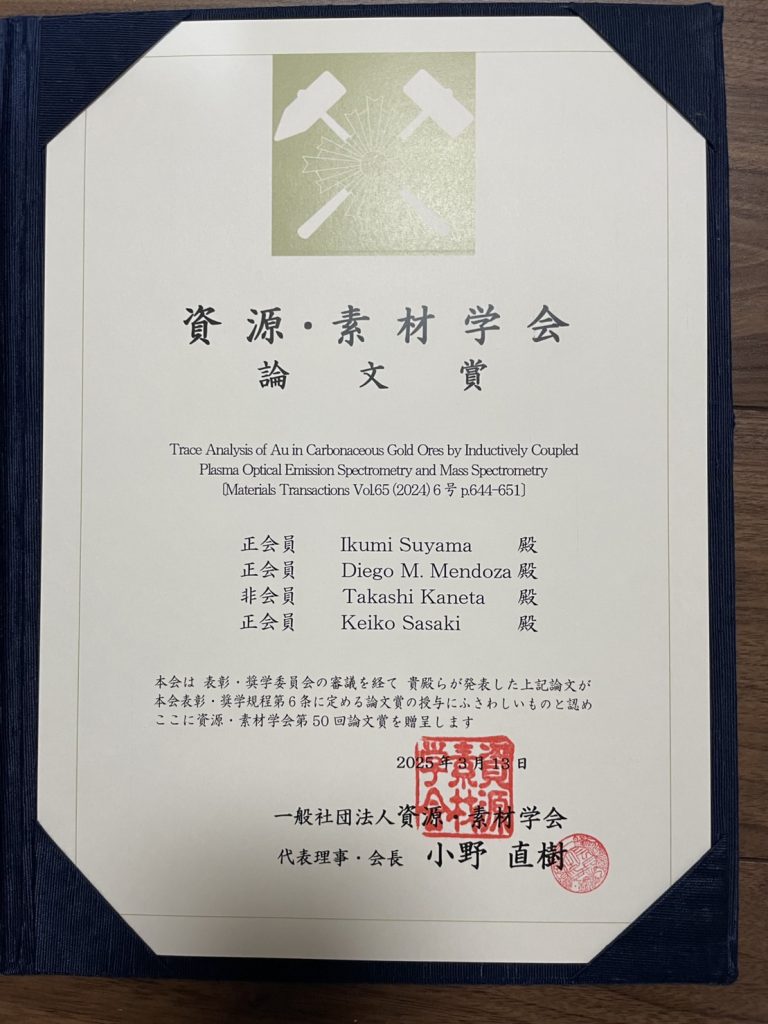 資源・素材学会
論文賞
Trace Analysis of Au in Carbonaceous Gold Ores by Inductively Coupled
Plasma Optical Emission Spectrometry and Mass Spectrometry
〔Materials Transactions Vol.65 (2024) 6 号 p.644-651〕
正会員 Ikumi Suyama 殿
正会員 Diego M. Mendoza 殿
非会員 Takashi Kaneta 殿
正会員 Keiko Sasaki 殿
本会は 表彰・奨学委員会の審議を経て 貴殿らが発表した上記論文が
本会表彰・奨学規程第6条に定める論文賞の授与にふさわしいものと認め
ここに資源・素材学会第50回論文賞を贈呈します
2025年3月13日
資源
素材
学会
一般社団法人資源・素材学会
代表理事・会長 小野 直樹